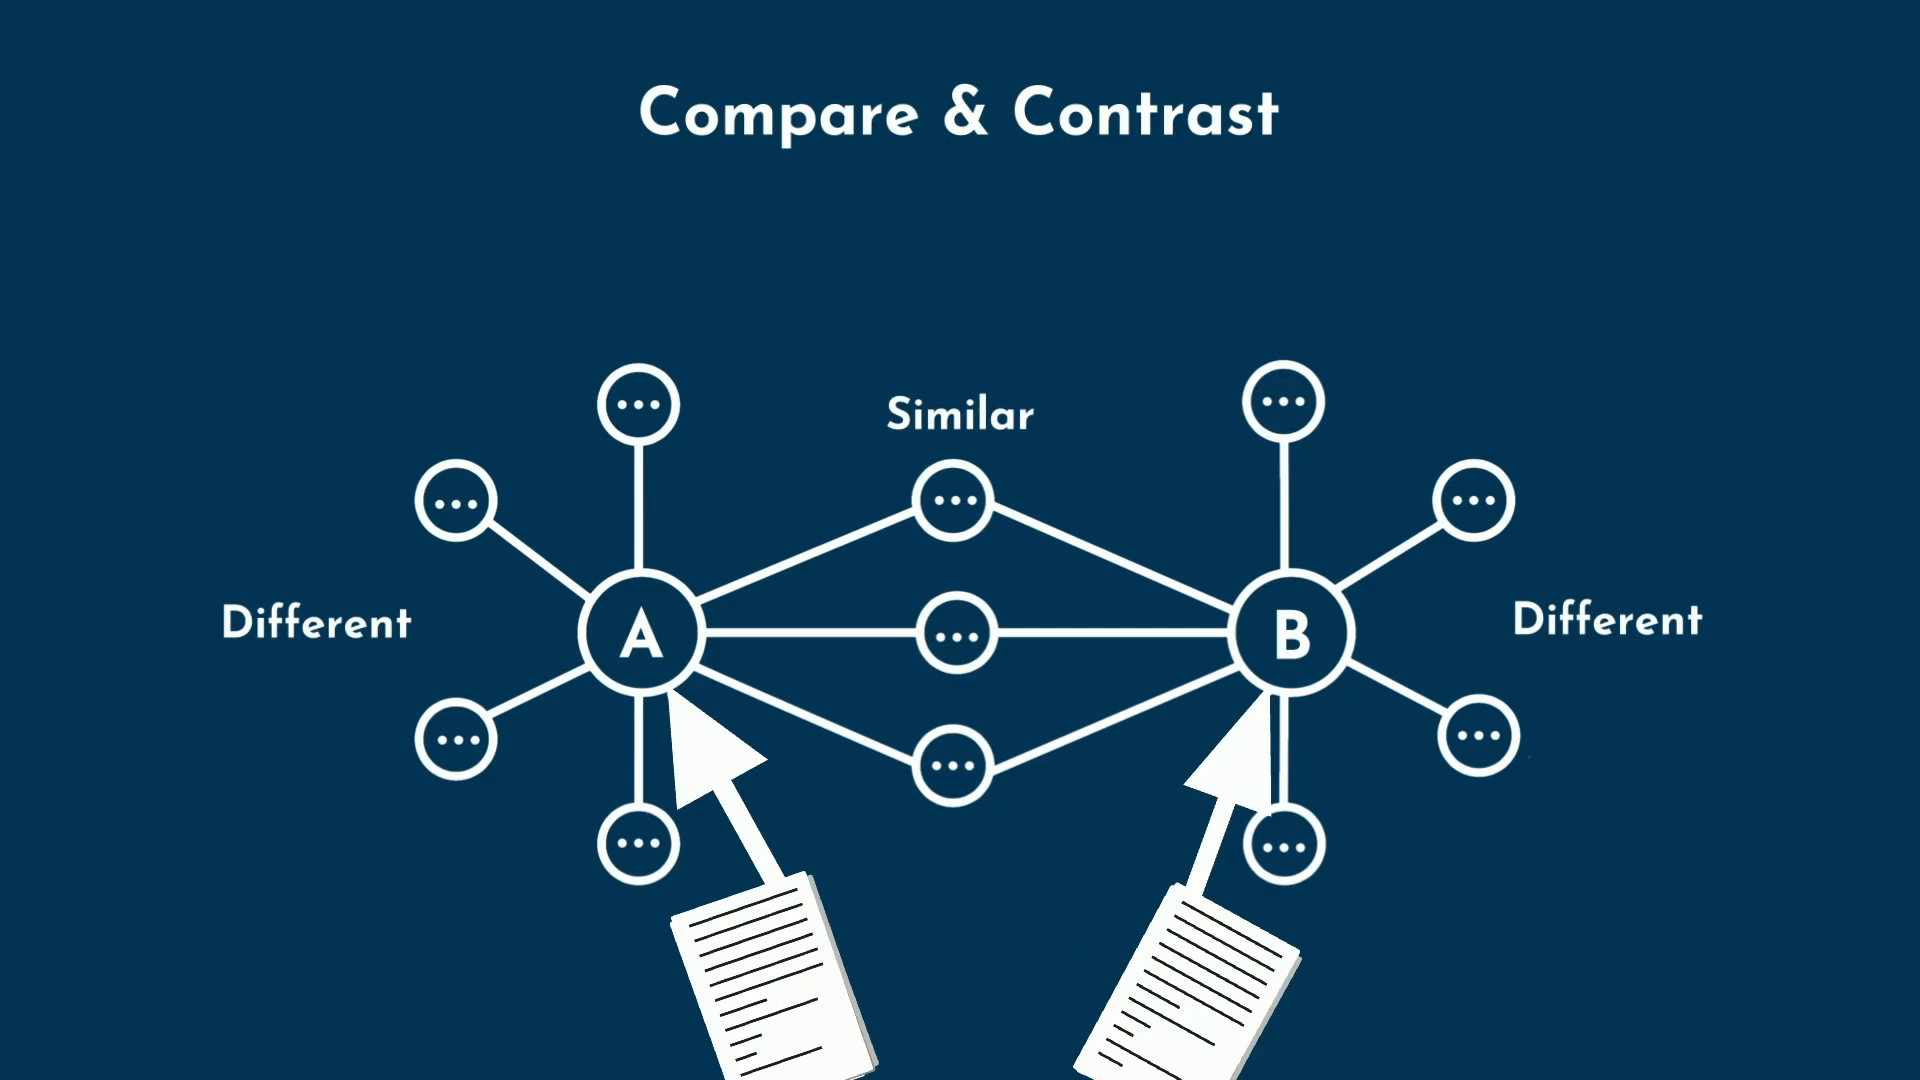 Compare & Contrast
Similar
Different
A
B
Different